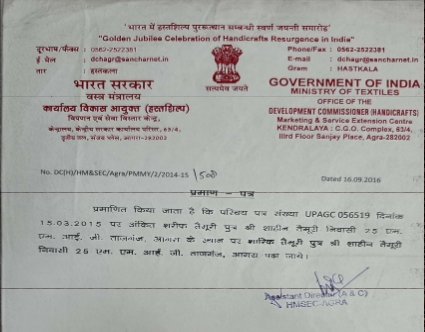 'भारत में हस्तशिल्प पुरूत्थान सम्बन्धी स्वर्ण जयन्ती समारोह'
"Golden Jubilee Celebration of Handicrafts Resurgence in India"
दूरभाष/फैक्स : 0562-2522381
ई मेल : dchagr@sancharnet.in
तार : हस्तकला
Phone/Fax : 0562-2522381
E-mail : dchagr@sancharnet.in
Gram : HASTKALA
सत्यमेव जयते
भारत सरकार
वस्त्र मंत्रालय
कार्यालय विकास आयुक्त (हस्तशिल्प)
विपणन एवं सेवा विस्तार केन्द्र,
केन्द्रालय, केन्द्रीय सरकार कार्यालय परिसर, 63/4,
तृतीय तल, संजय प्लेस, आगरा-282002
GOVERNMENT OF INDIA
MINISTRY OF TEXTILES
OFFICE OF THE
DEVELOPMENT COMMISSIONER (HANDICRAFTS)
Marketing & Service Extension Centre
KENDRALAYA : C.G.O. Complex, 63/4,
IIIrd Floor Sanjay Place, Agra-282002
No. DC(H)/HM&SEC/Agra/PMMY/2/2014-15/500
Dated 16.09.2016
प्रमाण - पत्र
प्रमाणित किया जाता है कि परिचय पत्र संख्या UPAGC 056519 दिनांक
15.03.2015 पर अंकित शरीफ तैमूरी पुत्र श्री शाहीन तैमूरी निवासी 25 एम.
एम. आई. जी. ताजगंज, आगरा के स्थान पर शारिक तैमूरी पुत्र श्री शाहीन तैमूरी
निवासी 25 एम. एम. आई. जी. ताजगंज, आगरा पढ़ा जाये।
Assistant Director (A & C)
HMSEC-AGRA